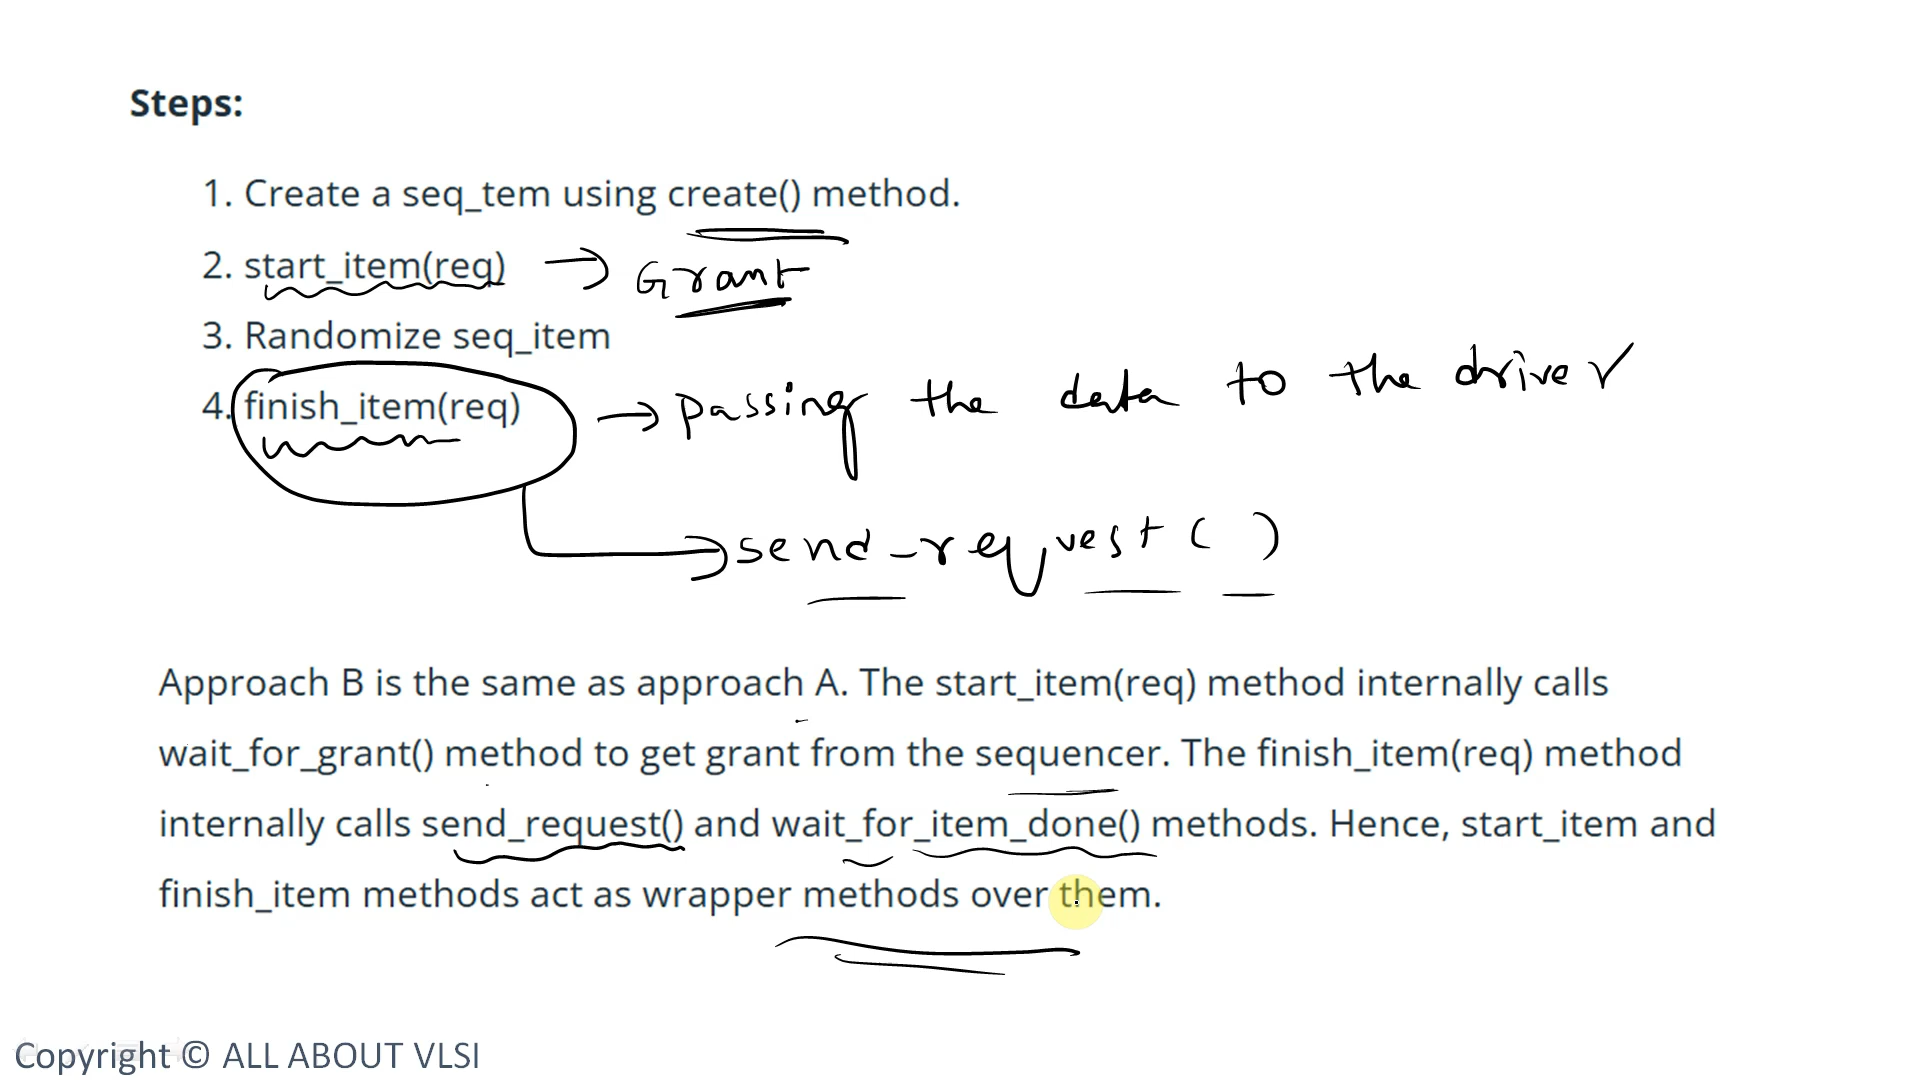 Steps:
1. Create a seq_tem using create() method.
2. start_item(req) → Grant
3. Randomize seq_item
4. finish_item(req) → passing the data to the driver
→ send_request( )
Approach B is the same as approach A. The start_item(req) method internally calls
wait_for_grant() method to get grant from the sequencer. The finish_item(req) method
internally calls send_request() and wait_for_item_done() methods. Hence, start_item and
finish_item methods act as wrapper methods over them.
Copyright © ALL ABOUT VLSI